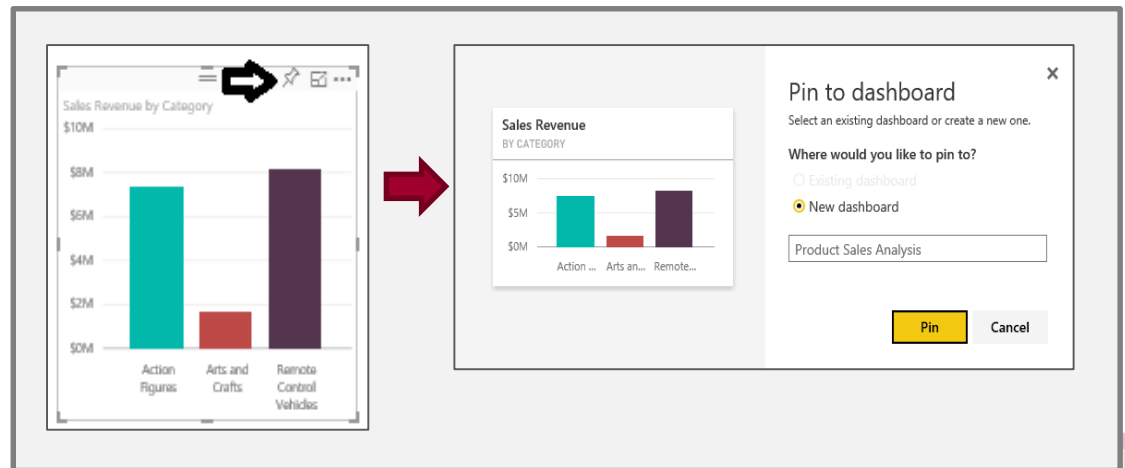 Sales Revenue by Category
$10M
$8M
$6M
$4M
$2M
$0M
Action
Figures
Arts and
Crafts
Remote
Control
Vehicles
Sales Revenue
BY CATEGORY
$10M
$5M
$0M
Action ... Arts an... Remote...
Pin to dashboard
Select an existing dashboard or create a new one.
Where would you like to pin to?
Existing dashboard
New dashboard
Product Sales Analysis
Pin Cancel